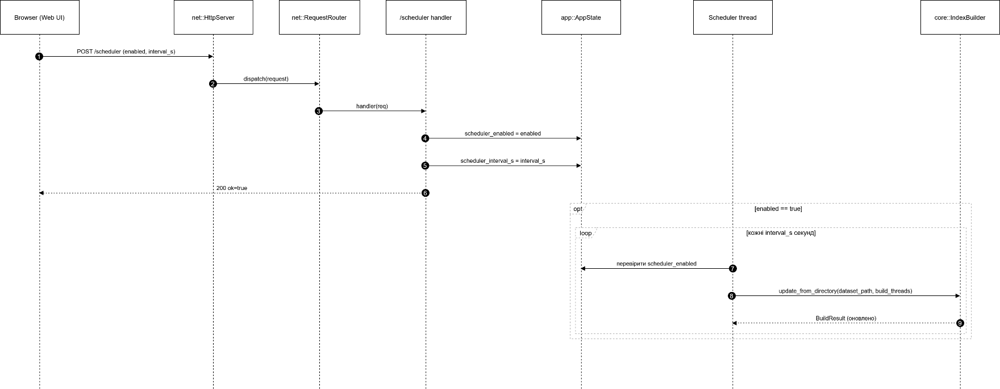 Browser (Web UI)
net::HttpServer
net::RequestRouter
/scheduler handler
app::AppState
Scheduler thread
core::IndexBuilder
1
POST /scheduler (enabled, interval_s)
2
dispatch(request)
3
handler(req)
4
scheduler_enabled = enabled
5
scheduler_interval_s = interval_s
200 ok=true
6
opt
[enabled == true]
loop
[кожні interval_s секунд]
перевірити scheduler_enabled
7
8
update_from_directory(dataset_path, build_threads)
BuildResult (оновлено)
9